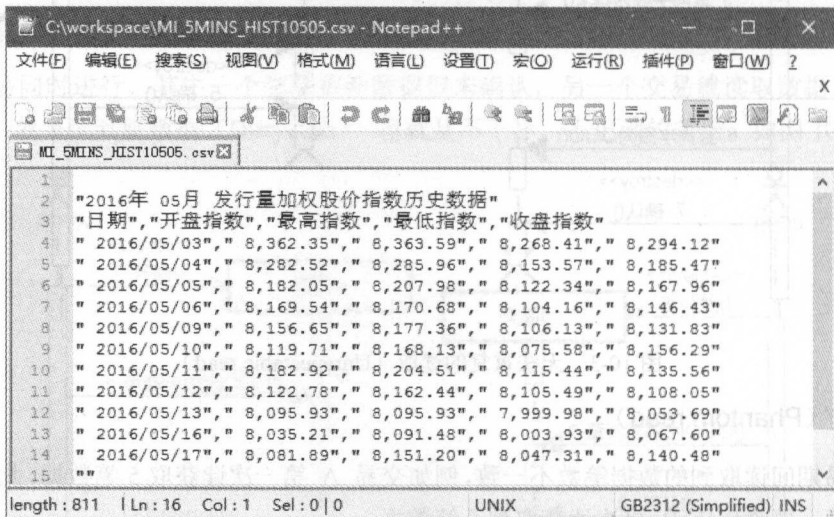 C:\workspace\MI_5MINS_HIST10505.csv - Notepad++
文件(F) 编辑(E) 搜索(S) 视图(V) 格式(M) 语言(L) 设置(T) 宏(O) 运行(R) 插件(P) 窗口(W) ?
X
MI_5MINS_HIST10505.csv
1
2 "2016年 05月 发行量加权股价指数历史数据"
3 "日期","开盘指数","最高指数","最低指数","收盘指数"
4 " 2016/05/03"," 8,362.35"," 8,363.59"," 8,268.41"," 8,294.12"
5 " 2016/05/04"," 8,282.52"," 8,285.96"," 8,153.57"," 8,185.47"
6 " 2016/05/05"," 8,182.05"," 8,207.98"," 8,122.34"," 8,167.96"
7 " 2016/05/06"," 8,169.54"," 8,170.68"," 8,104.16"," 8,146.43"
8 " 2016/05/09"," 8,156.65"," 8,177.36"," 8,106.13"," 8,131.83"
9 " 2016/05/10"," 8,119.71"," 8,168.13"," 8,075.58"," 8,156.29"
10 " 2016/05/11"," 8,182.92"," 8,204.51"," 8,115.44"," 8,135.56"
11 " 2016/05/12"," 8,122.78"," 8,162.44"," 8,105.49"," 8,108.05"
12 " 2016/05/13"," 8,095.93"," 8,095.93"," 7,999.98"," 8,053.69"
13 " 2016/05/16"," 8,035.21"," 8,091.48"," 8,003.93"," 8,067.60"
14 " 2016/05/17"," 8,081.89"," 8,151.20"," 8,047.31"," 8,140.48"
15 ""
length : 811 Ln : 16 Col : 1 Sel : 0 | 0 UNIX GB2312 (Simplified) INS